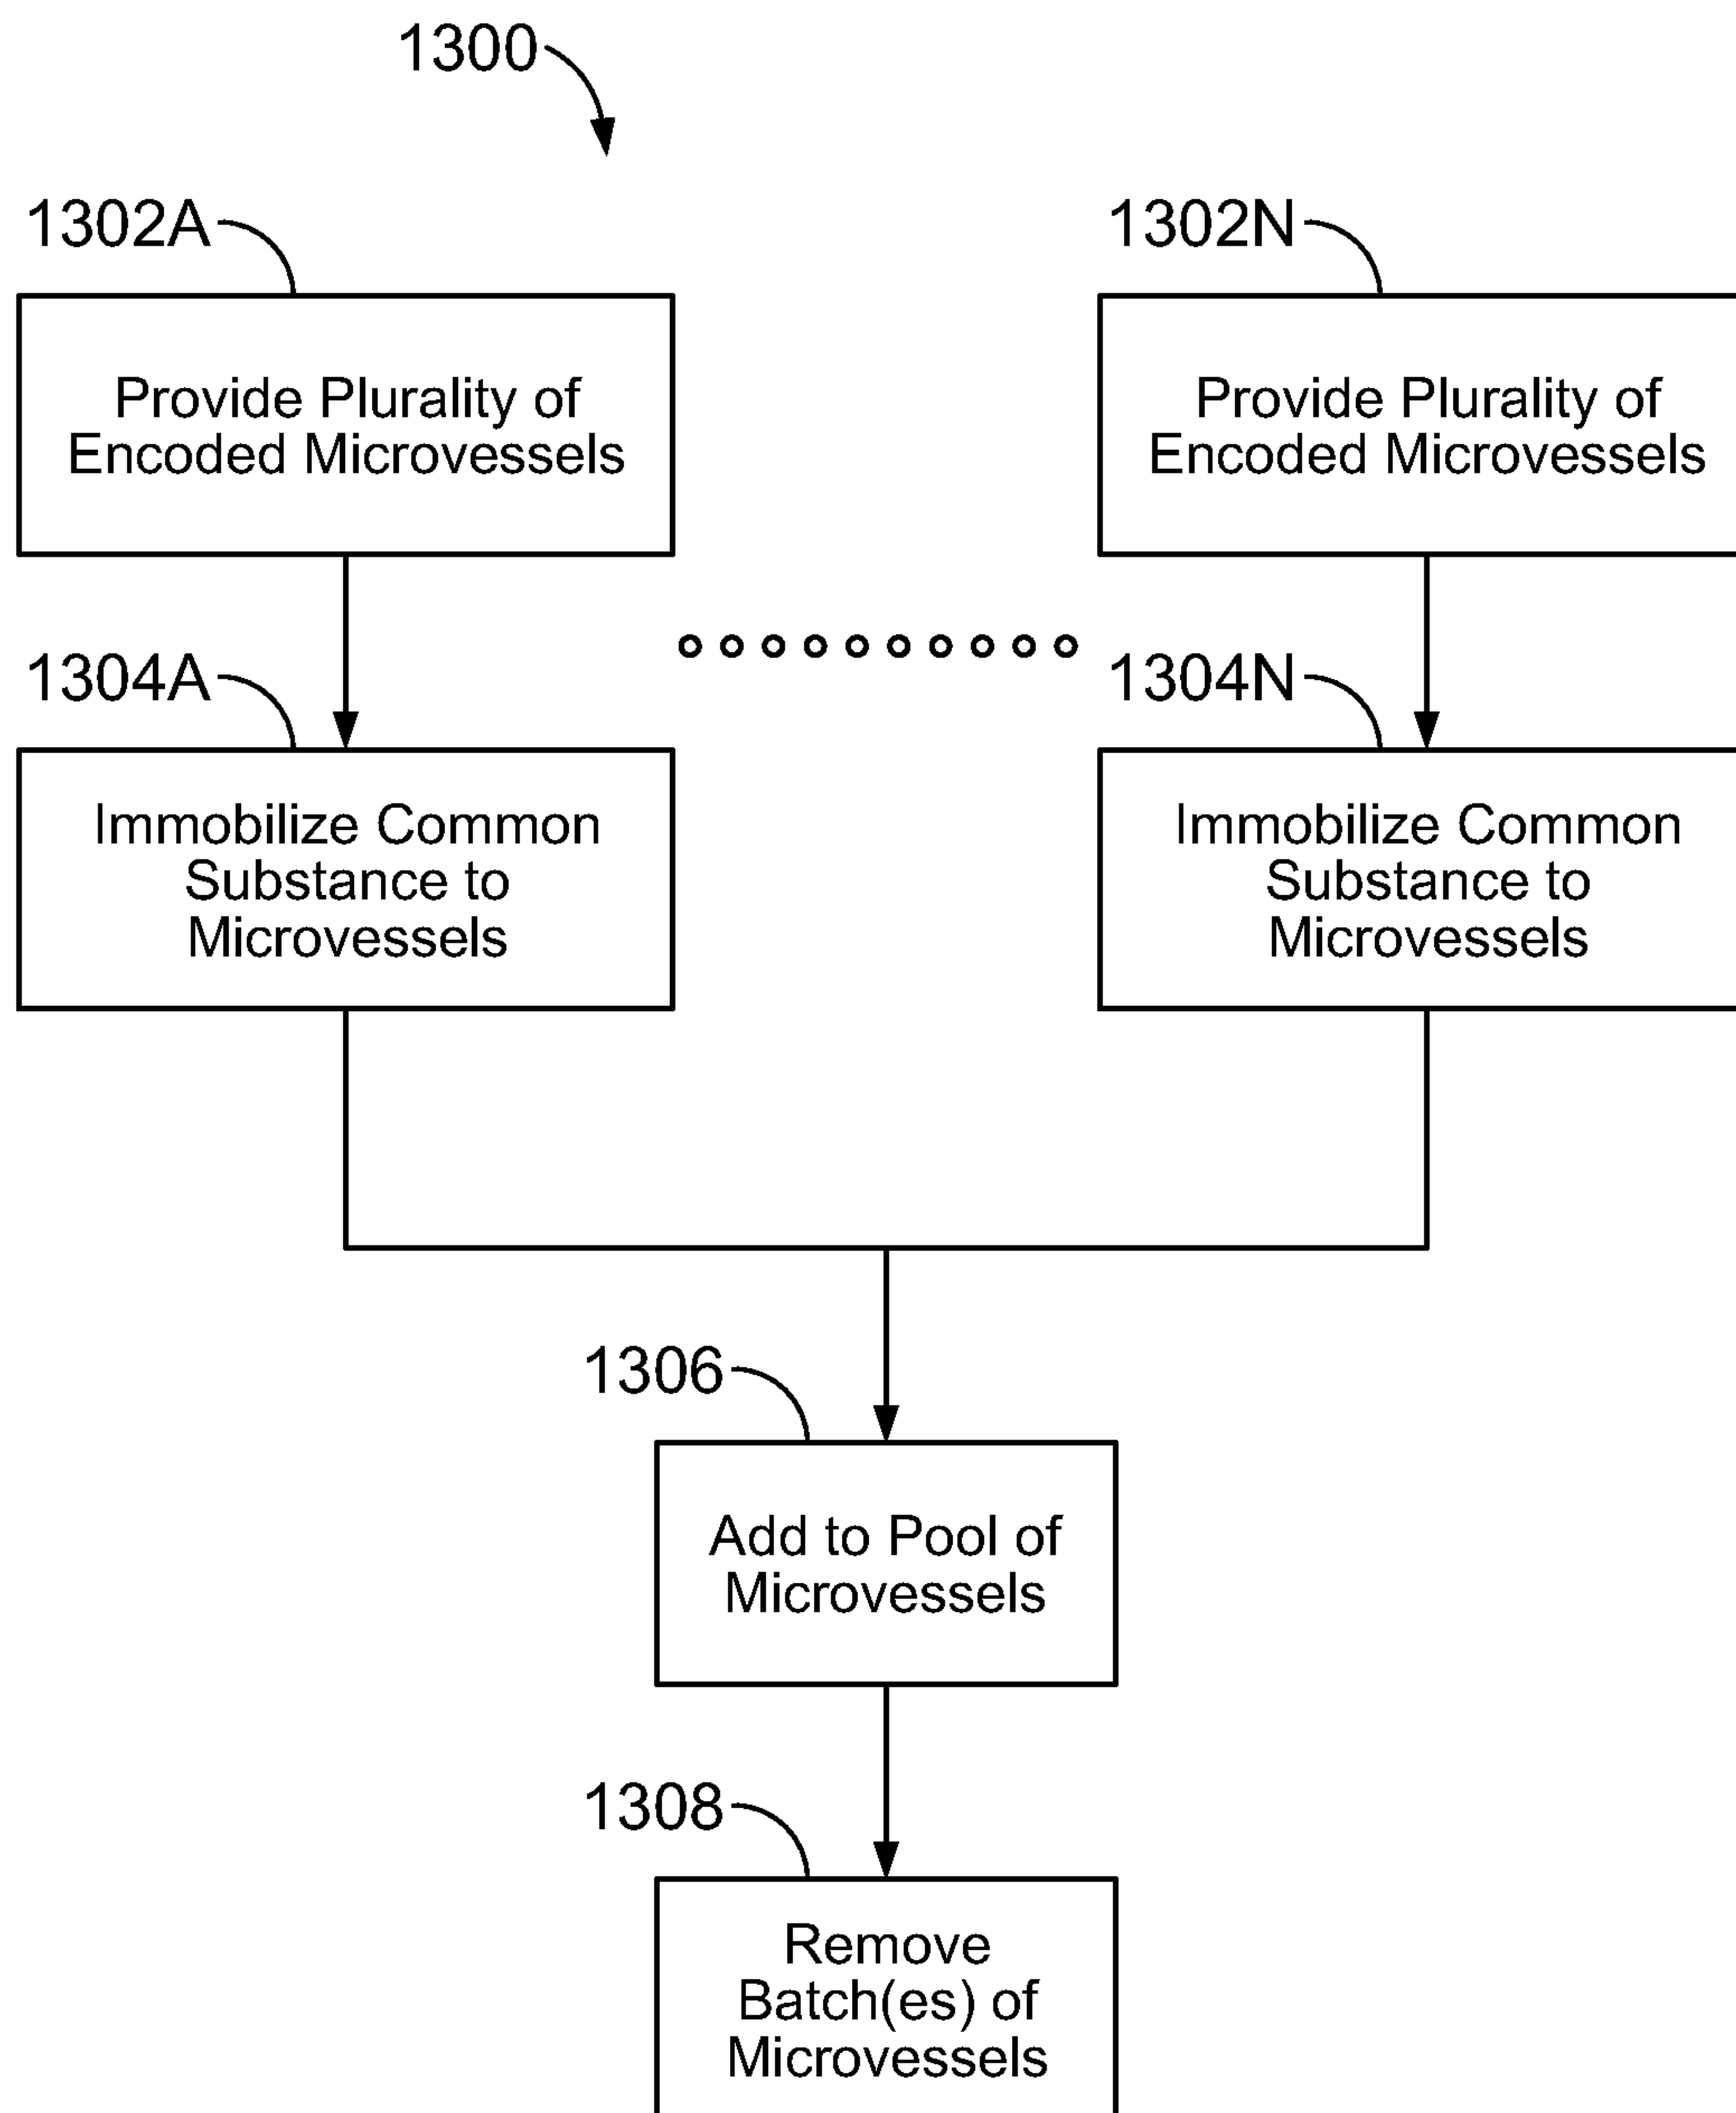 1300
1302A
1302N
Provide Plurality of
Encoded Microvessels
Provide Plurality of
Encoded Microvessels
1304A
1304N
Immobilize Common
Substance to
Microvessels
Immobilize Common
Substance to
Microvessels
1306
Add to Pool of
Microvessels
1308
Remove
Batch(es) of
Microvessels